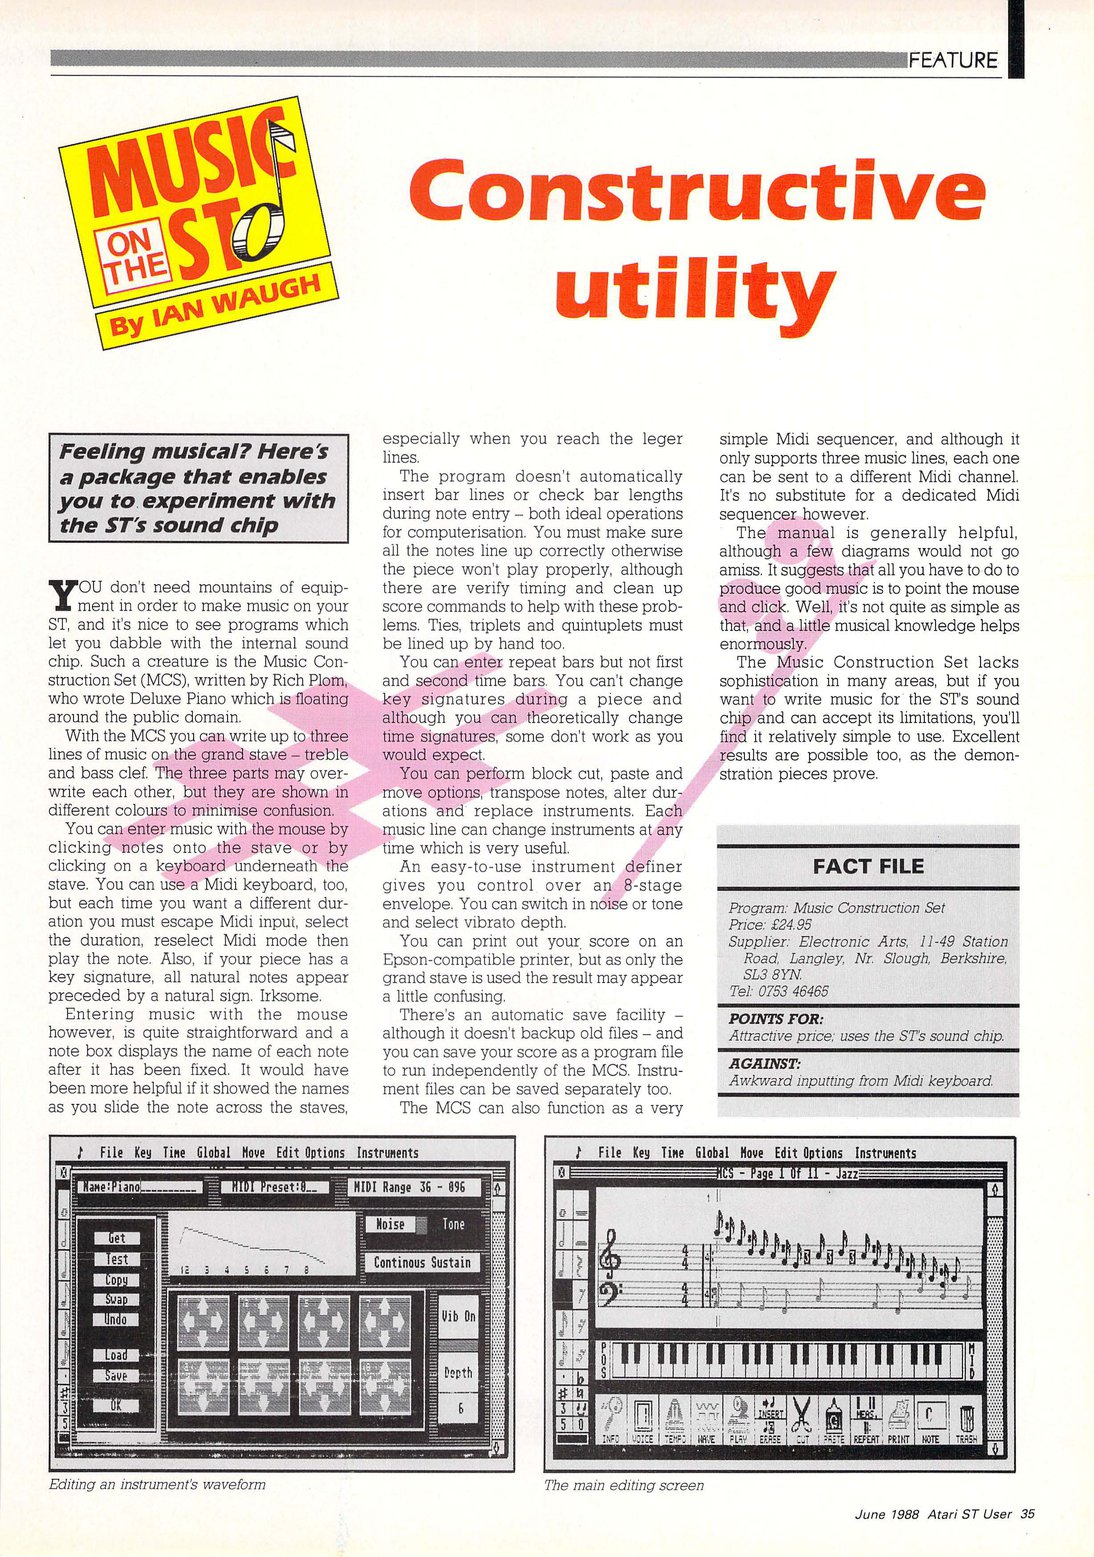 FEATURE
MUSIC
ON THE
ST
By IAN WAUGH
Constructive
utility
Feeling musical? Here's
a package that enables
you to experiment with
the ST's sound chip
YOU don't need mountains of equip-
ment in order to make music on your
ST, and it's nice to see programs which
let you dabble with the internal sound
chip. Such a creature is the Music Con-
struction Set (MCS), written by Rich Plom,
who wrote Deluxe Piano which is floating
around the public domain.
With the MCS you can write up to three
lines of music on the grand stave – treble
and bass clef. The three parts may over-
write each other, but they are shown in
different colours to minimise confusion.
You can enter music with the mouse by
clicking notes onto the stave or by
clicking on a keyboard underneath the
stave. You can use a Midi keyboard, too,
but each time you want a different dur-
ation you must escape Midi input, select
the duration, reselect Midi mode then
play the note. Also, if your piece has a
key signature, all natural notes appear
preceded by a natural sign. Irksome.
Entering music with the mouse
however, is quite straightforward and a
note box displays the name of each note
after it has been fixed. It would have
been more helpful if it showed the names
as you slide the note across the staves,
especially when you reach the leger
lines.
The program doesn't automatically
insert bar lines or check bar lengths
during note entry – both ideal operations
for computerisation. You must make sure
all the notes line up correctly otherwise
the piece won't play properly, although
there are verify timing and clean up
score commands to help with these prob-
lems. Ties, triplets and quintuplets must
be lined up by hand too.
You can enter repeat bars but not first
and second time bars. You can't change
key signatures during a piece and
although you can theoretically change
time signatures, some don't work as you
would expect.
You can perform block cut, paste and
move options, transpose notes, alter dur-
ations and replace instruments. Each
music line can change instruments at any
time which is very useful.
An easy-to-use instrument definer
gives you control over an 8-stage
envelope. You can switch in noise or tone
and select vibrato depth.
You can print out your score on an
Epson-compatible printer, but as only the
grand stave is used the result may appear
a little confusing.
There's an automatic save facility –
although it doesn't backup old files – and
you can save your score as a program file
to run independently of the MCS. Instru-
ment files can be saved separately too.
The MCS can also function as a very
simple Midi sequencer, and although it
only supports three music lines, each one
can be sent to a different Midi channel.
It's no substitute for a dedicated Midi
sequencer however.
The manual is generally helpful,
although a few diagrams would not go
amiss. It suggests that all you have to do to
produce good music is to point the mouse
and click. Well, it's not quite as simple as
that, and a little musical knowledge helps
enormously.
The Music Construction Set lacks
sophistication in many areas, but if you
want to write music for the ST's sound
chip and can accept its limitations, you'll
find it relatively simple to use. Excellent
results are possible too, as the demon-
stration pieces prove.
FACT FILE
Program: Music Construction Set
Price: £24.95
Supplier: Electronic Arts, 11-49 Station
Road, Langley, Nr. Slough, Berkshire,
SL3 8YN.
Tel: 0753 46465
POINTS FOR:
Attractive price; uses the ST's sound chip.
AGAINST:
Awkward inputting from Midi keyboard.
File Key Time Global Move Edit Options Instruments
Name:Piano__________ MIDI Preset:0__ MIDI Range 36 - 096
Get
Test
Copy
Swap
Undo
Load
Save
OK
12 3 4 5 6 7 8
Noise Tone
Continous Sustain
Vib On
Depth
6
3
5
Editing an instrument's waveform
File Key Time Global Move Edit Options Instruments
MCS - Page 1 Of 11 - Jazz
4 4
4 4
POS
MID
3
5 0
INFO VOICE TEMPO WAVE PLAY INSERT ERASE CUT PASTE MEAS. REPEAT PRINT C NOTE TRASH
The main editing screen
June 1988 Atari ST User 35